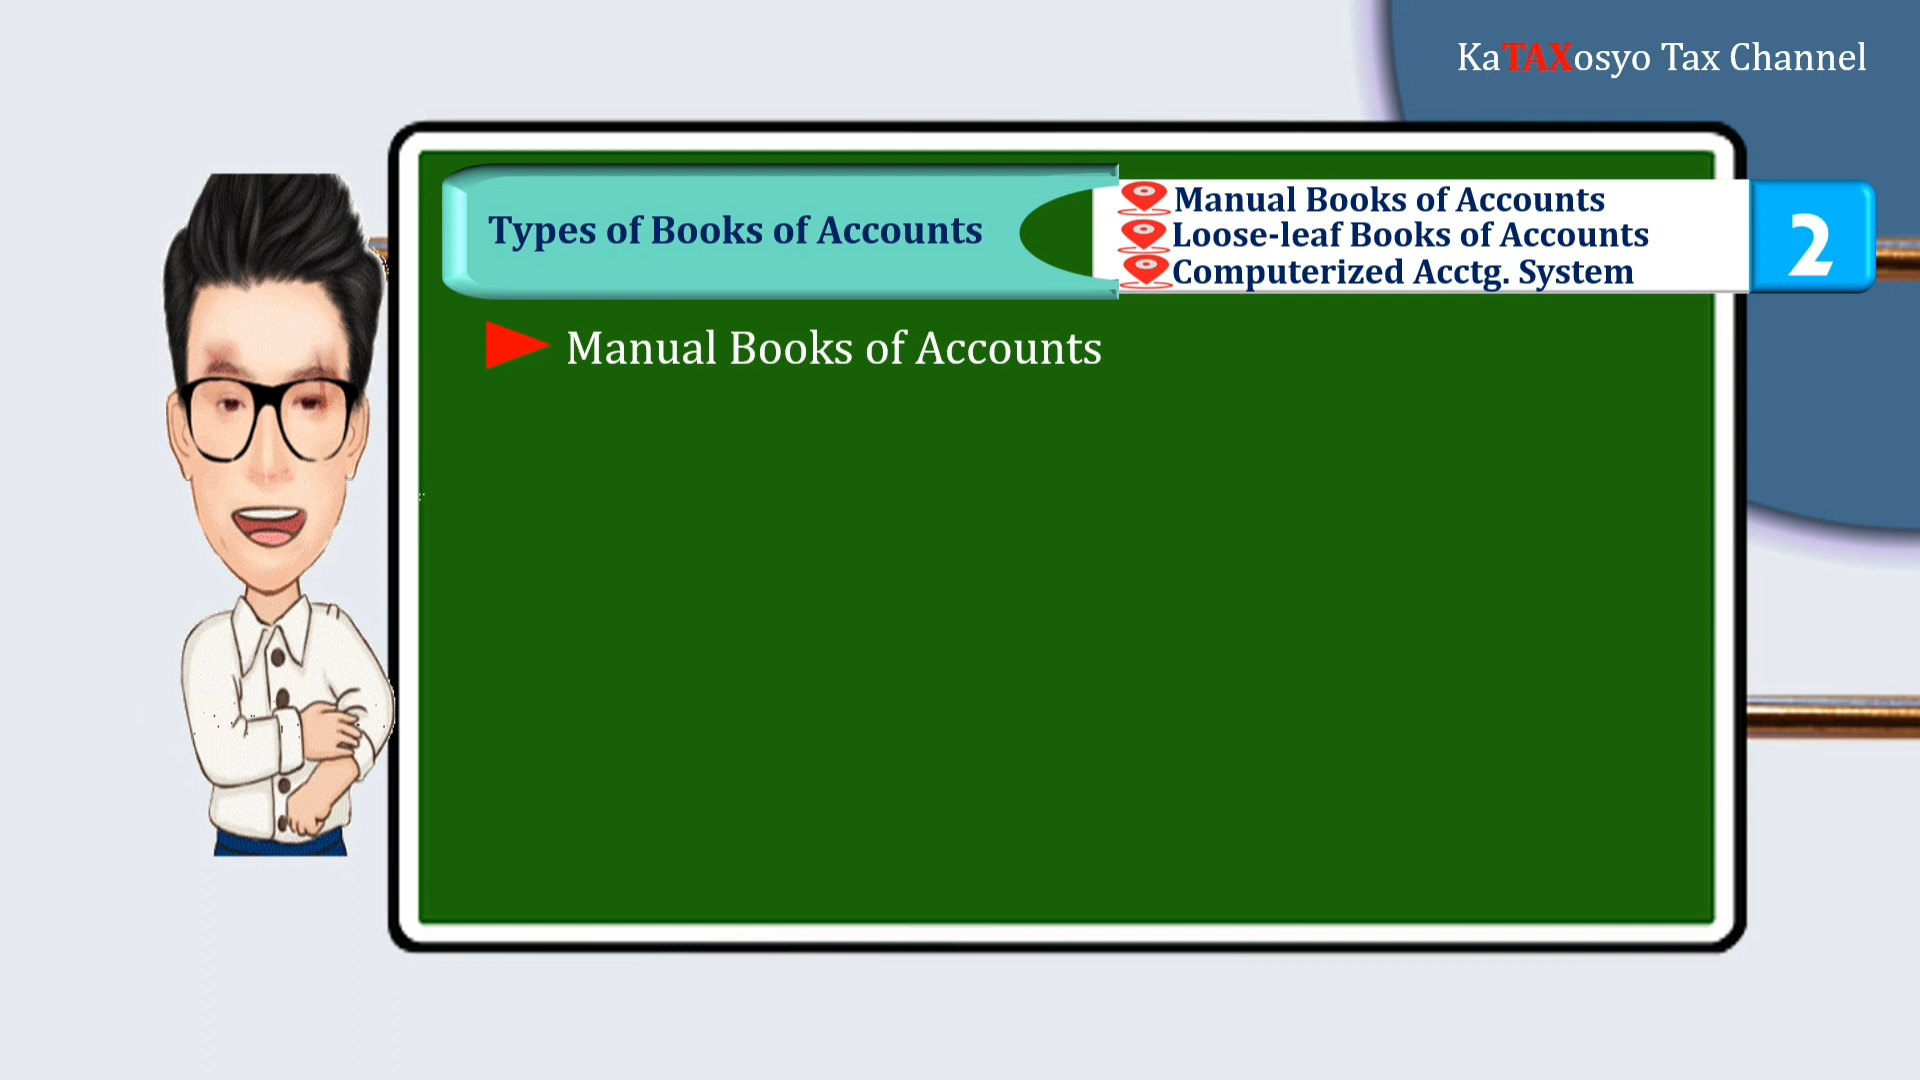 KaTAXosyo Tax Channel
Types of Books of Accounts
Manual Books of Accounts
Loose-leaf Books of Accounts
Computerized Acctg. System
2
Manual Books of Accounts